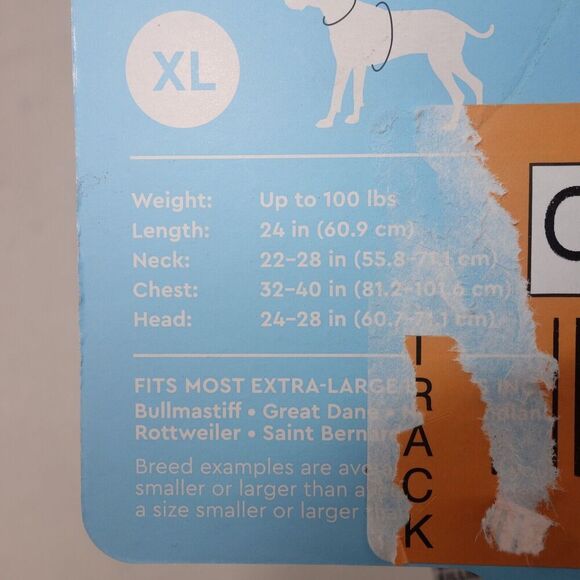 XL
Weight: Up to 100 lbs
Length: 24 in (60.9 cm)
Neck: 22-28 in (55.8-71.1 cm)
Chest: 32-40 in (81.2-101.6 cm)
Head: 24-28 in (60.7-71.1 cm)
FITS MOST EXTRA-LARGE
Bullmastiff • Great Dane •
Rottweiler • Saint Bernard
Breed examples are
smaller or larger than
a size smaller or larger
TRACK